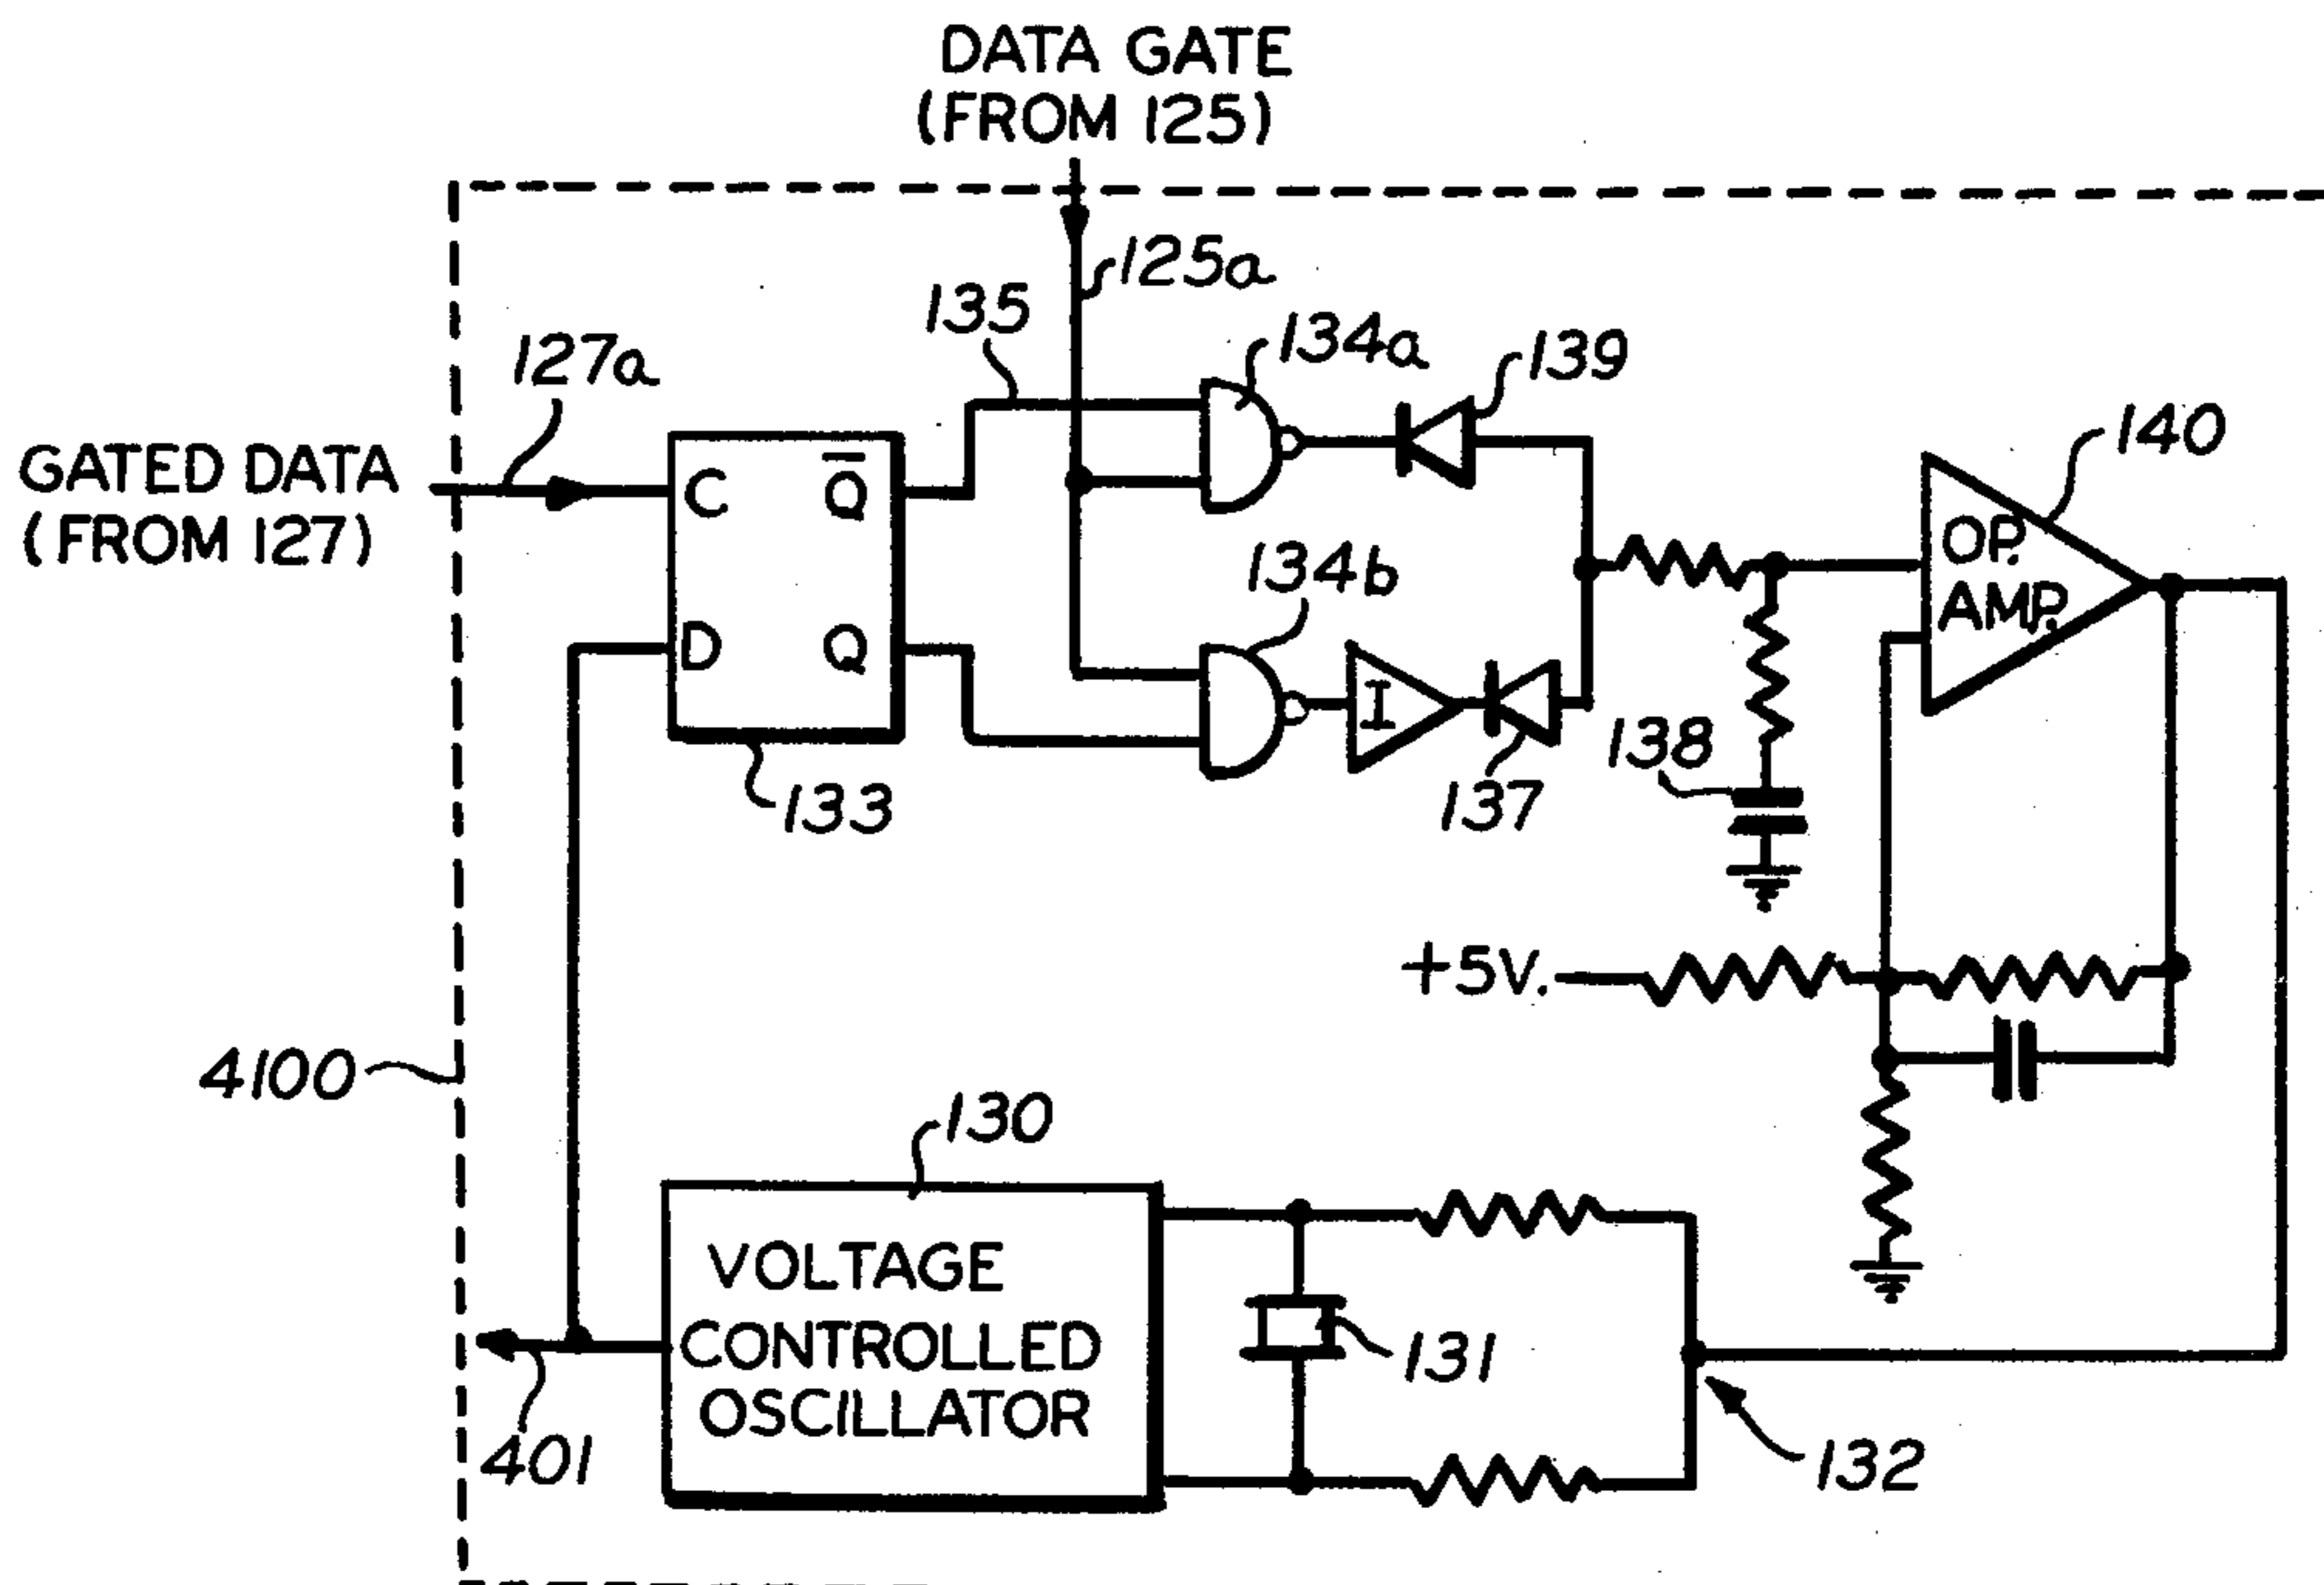 DATA GATE
(FROM 125)
125a
135
134a
139
127a
140
GATED DATA
(FROM 127)
C
Q̅
OP.
AMP.
134b
D
Q
I
138
137
133
+5V.
4100
130
VOLTAGE
CONTROLLED
OSCILLATOR
131
401
132